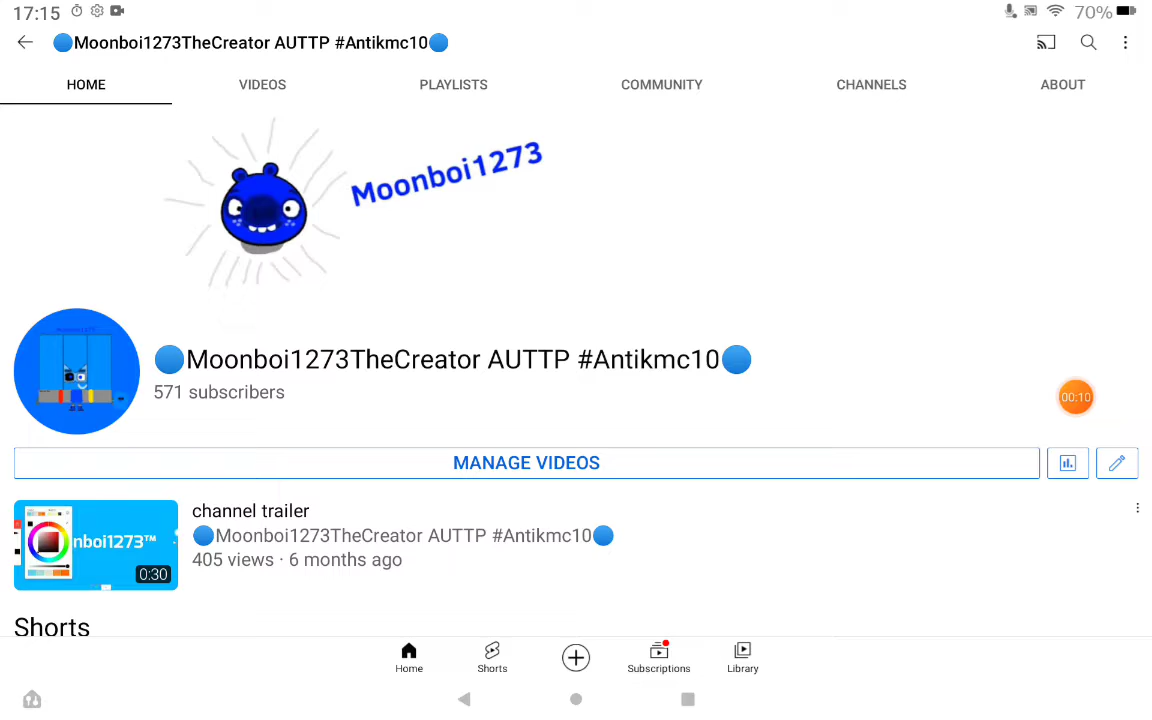 17:15 70%
🔵Moonboi1273TheCreator AUTTP #Antikmc10🔵
HOME VIDEOS PLAYLISTS COMMUNITY CHANNELS ABOUT
Moonboi1273
🔵Moonboi1273TheCreator AUTTP #Antikmc10🔵
571 subscribers
00:10
MANAGE VIDEOS
channel trailer
🔵Moonboi1273TheCreator AUTTP #Antikmc10🔵
nboi1273™
405 views · 6 months ago
0:30
Shorts
Home Shorts Subscriptions Library